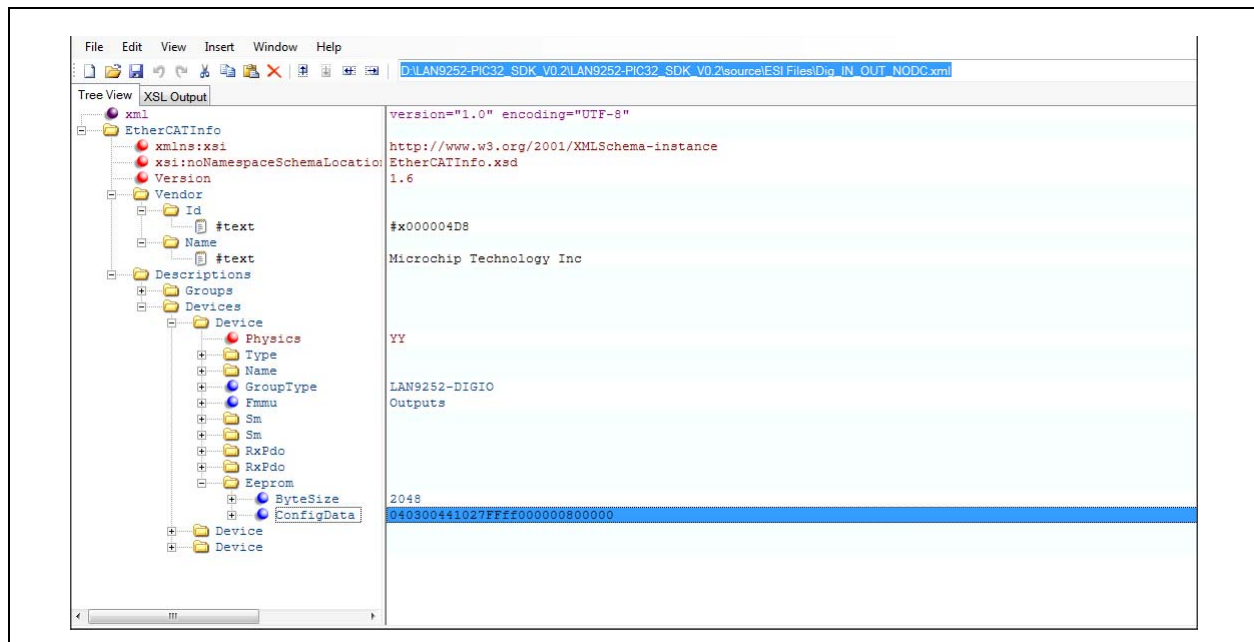 File Edit View Insert Window Help
D:\LAN9252-PIC32_SDK_V0.2\LAN9252-PIC32_SDK_V0.2\source\ESI Files\Dig_IN_OUT_NODC.xml
Tree View XSL Output
xml version="1.0" encoding="UTF-8"
EtherCATInfo
xmlns:xsi http://www.w3.org/2001/XMLSchema-instance
xsi:noNamespaceSchemaLocation EtherCATInfo.xsd
Version 1.6
Vendor
Id
#text #x000004D8
Name
#text Microchip Technology Inc
Descriptions
Groups
Devices
Device
Physics YY
Type
Name
GroupType LAN9252-DIGIO
Fmmu Outputs
Sm
Sm
RxPdo
RxPdo
Eeprom
ByteSize 2048
ConfigData 040300441027FFff000000800000
Device
Device